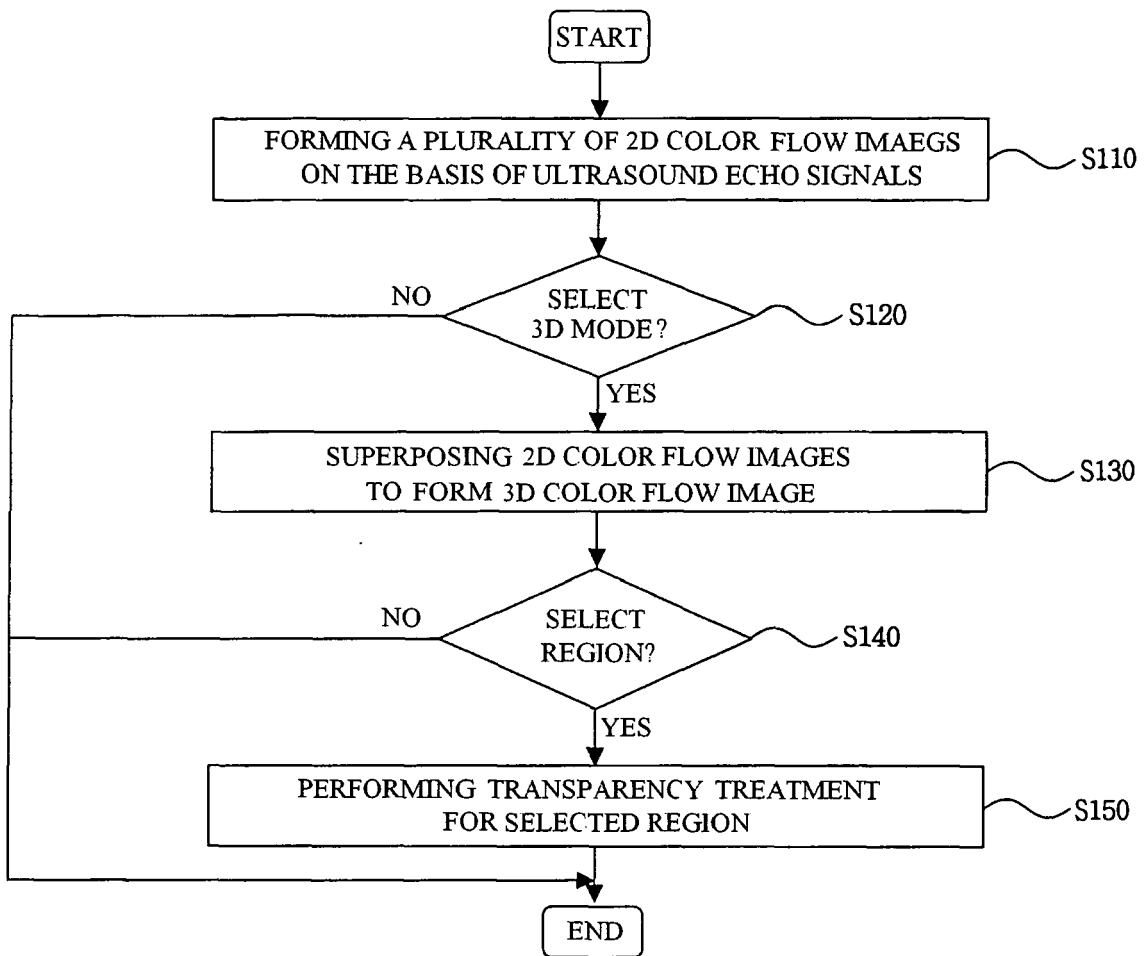 START
FORMING A PLURALITY OF 2D COLOR FLOW IMAEGS
ON THE BASIS OF ULTRASOUND ECHO SIGNALS
S110
NO
SELECT
3D MODE?
S120
YES
SUPERPOSING 2D COLOR FLOW IMAGES
TO FORM 3D COLOR FLOW IMAGE
S130
NO
SELECT
REGION?
S140
YES
PERFORMING TRANSPARENCY TREATMENT
FOR SELECTED REGION
S150
END